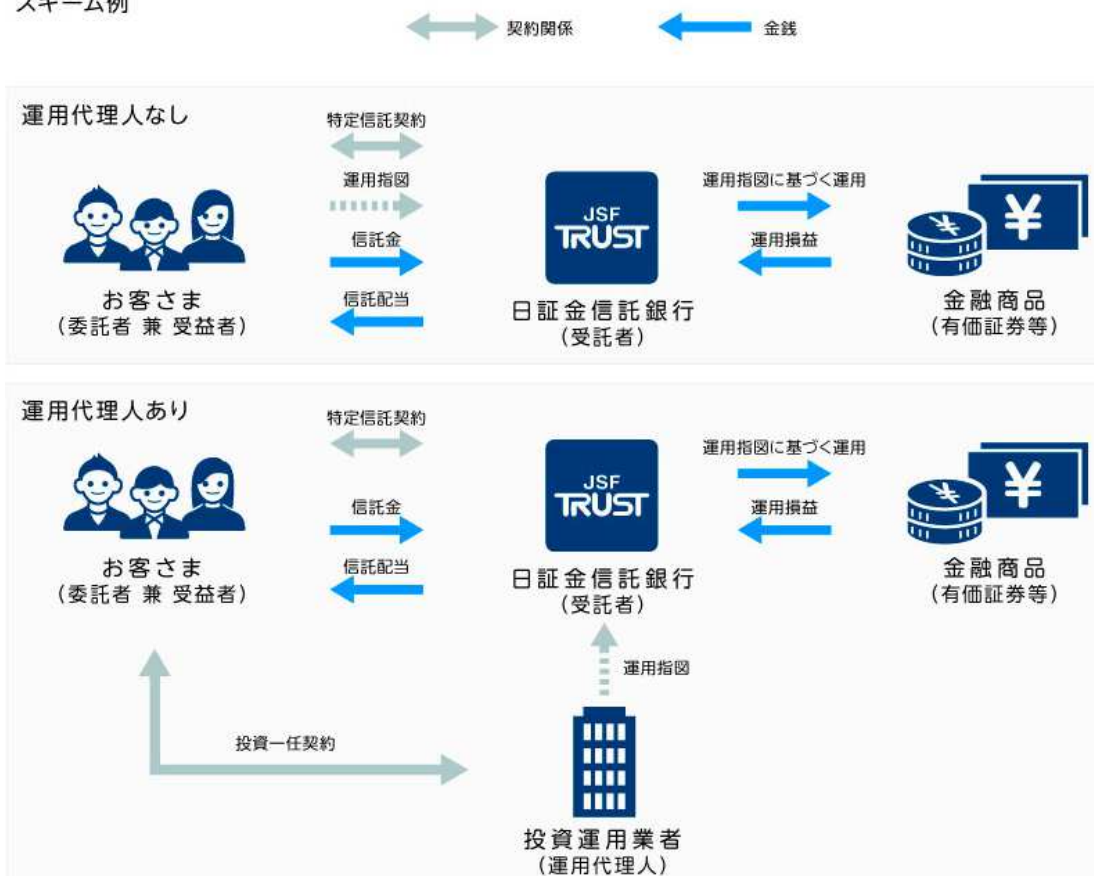 スキーム例
契約関係
金銭
運用代理人なし
特定信託契約
運用指図
信託金
信託配当
お客さま
(委託者 兼 受益者)
JSF
TRUST
日証金信託銀行
(受託者)
運用指図に基づく運用
運用損益
¥
¥
金融商品
(有価証券等)
運用代理人あり
特定信託契約
信託金
信託配当
お客さま
(委託者 兼 受益者)
JSF
TRUST
日証金信託銀行
(受託者)
運用指図に基づく運用
運用損益
¥
¥
金融商品
(有価証券等)
運用指図
投資一任契約
投資運用業者
(運用代理人)